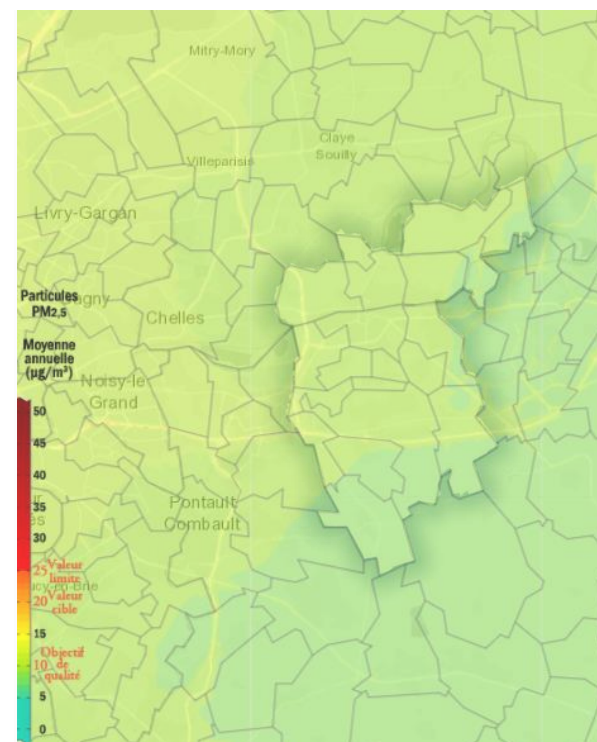 Mitry-Mory
Claye
Souilly
Villeparisis
Livry-Gargan
Particules
PM2,5
Chelles
Moyenne
annuelle
(µg/m³)
Noisy-le
Grand
50
45
40
35
30
25 Valeur
limite
20 Valeur
cible
15
10 Objectif
de
qualité
5
0
Pontault
Combault